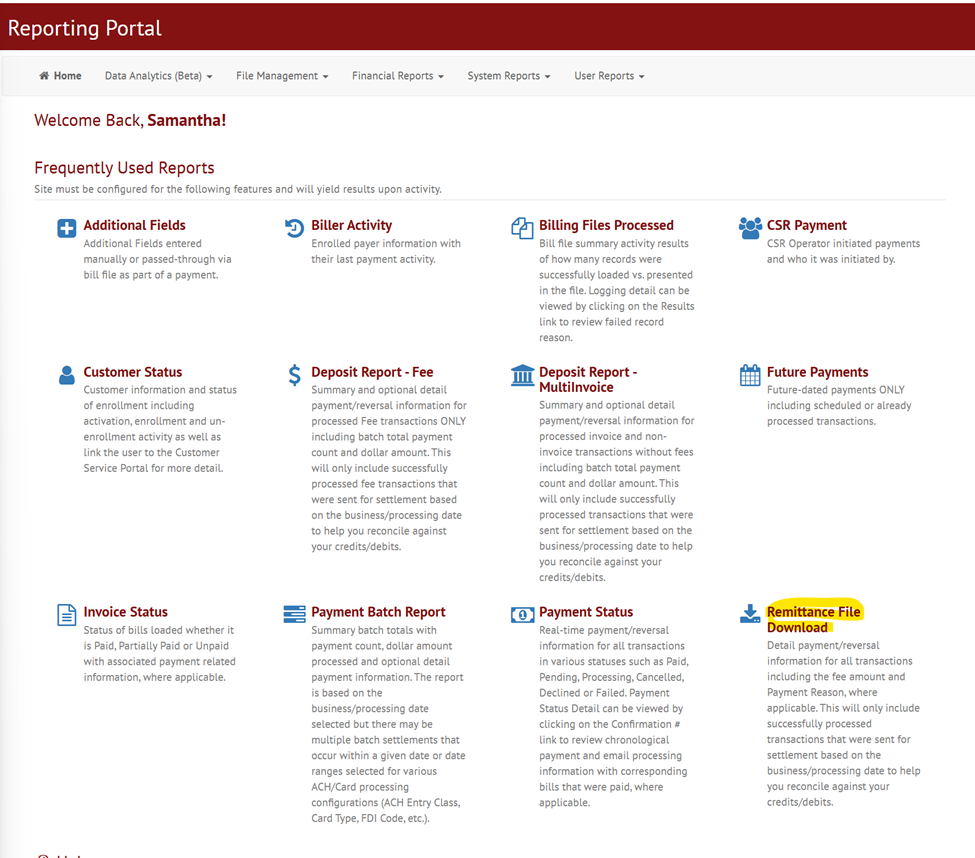 Reporting Portal
Home
Data Analytics (Beta)
File Management
Financial Reports
System Reports
User Reports
Welcome Back, Samantha!
Frequently Used Reports
Site must be configured for the following features and will yield results upon activity.
Additional Fields
Additional Fields entered
manually or passed-through via
bill file as part of a payment.
Biller Activity
Enrolled payer information with
their last payment activity.
Billing Files Processed
Bill file summary activity results
of how many records were
successfully loaded vs. presented
in the file. Logging detail can be
viewed by clicking on the Results
link to review failed record
reason.
CSR Payment
CSR Operator initiated payments
and who it was initiated by.
Customer Status
Customer information and status
of enrollment including
activation, enrollment and un-
enrollment activity as well as
link the user to the Customer
Service Portal for more detail.
Deposit Report - Fee
Summary and optional detail
payment/reversal information for
processed Fee transactions ONLY
including batch total payment
count and dollar amount. This
will only include successfully
processed fee transactions that
were sent for settlement based
on the business/processing date
to help you reconcile against
your credits/debits.
Deposit Report -
MultiInvoice
Summary and optional detail
payment/reversal information for
processed invoice and non-
invoice transactions without fees
including batch total payment
count and dollar amount. This
will only include successfully
processed transactions that were
sent for settlement based on the
business/processing date to help
you reconcile against your
credits/debits.
Future Payments
Future-dated payments ONLY
including scheduled or already
processed transactions.
Invoice Status
Status of bills loaded whether it
is Paid, Partially Paid or Unpaid
with associated payment related
information, where applicable.
Payment Batch Report
Summary batch totals with
payment count, dollar amount
processed and optional detail
payment information. The report
is based on the
business/processing date
selected but there may be
multiple batch settlements that
occur within a given date or date
ranges selected for various
ACH/Card processing
configurations (ACH Entry Class,
Card Type, FDI Code, etc.).
Payment Status
Real-time payment/reversal
information for all transactions
in various statuses such as Paid,
Pending, Processing, Cancelled,
Declined or Failed. Payment
Status Detail can be viewed by
clicking on the Confirmation #
link to review chronological
payment and email processing
information with corresponding
bills that were paid, where
applicable.
Remittance File
Download
Detail payment/reversal
information for all transactions
including the fee amount and
Payment Reason, where
applicable. This will only include
successfully processed
transactions that were sent for
settlement based on the
business/processing date to help
you reconcile against your
credits/debits.